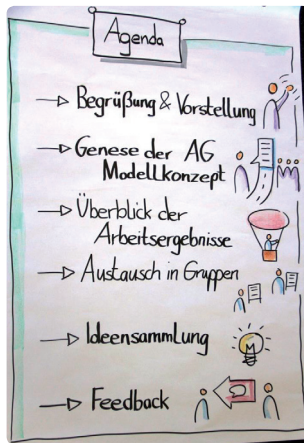 Agenda
→ Begrüßung & Vorstellung
→ Genese der AG
Modellkonzept
→ Überblick der
Arbeitsergebnisse
→ Austausch in Gruppen
→ Ideensammlung
→ Feedback